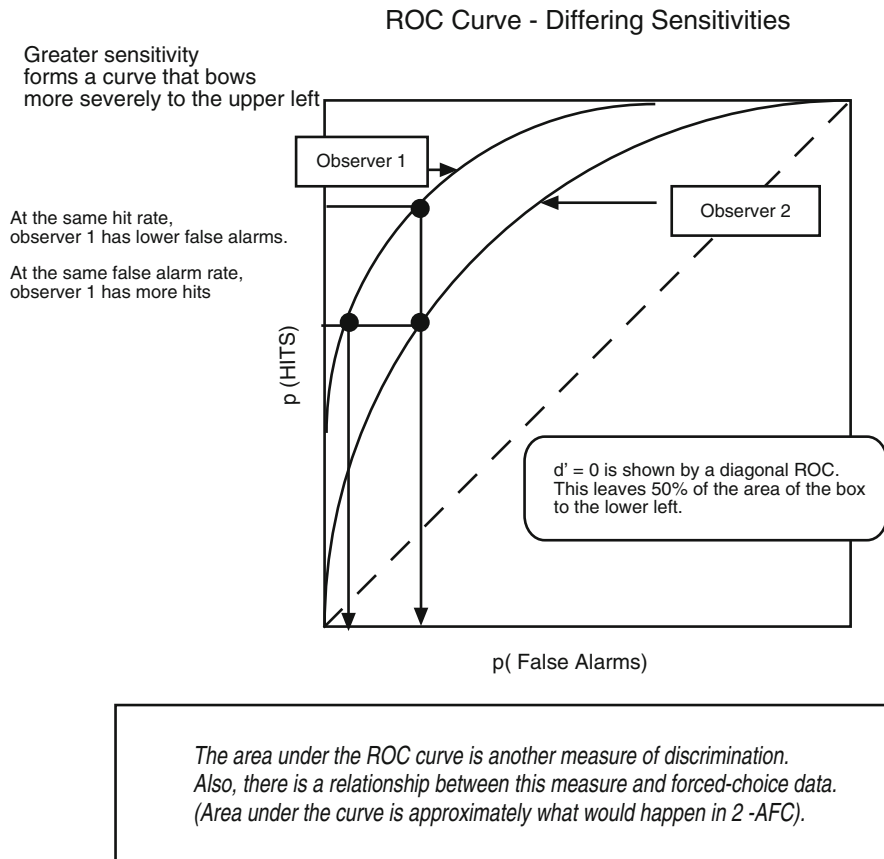 ROC Curve - Differing Sensitivities
Greater sensitivity
forms a curve that bows
more severely to the upper left
Observer 1
Observer 2
At the same hit rate,
observer 1 has lower false alarms.
At the same false alarm rate,
observer 1 has more hits
p (HITS)
d' = 0 is shown by a diagonal ROC.
This leaves 50% of the area of the box
to the lower left.
p( False Alarms)
The area under the ROC curve is another measure of discrimination.
Also, there is a relationship between this measure and forced-choice data.
(Area under the curve is approximately what would happen in 2 -AFC).